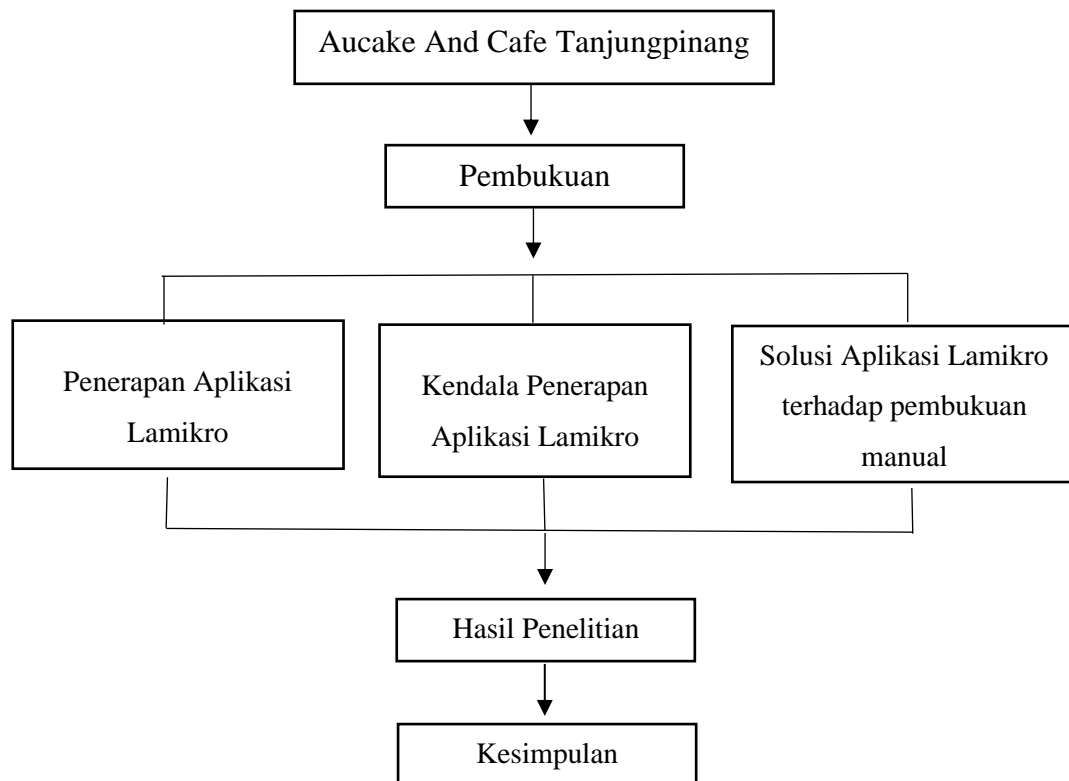 Aucake And Cafe Tanjungpinang
Pembukuan
Penerapan Aplikasi
Lamikro
Kendala Penerapan
Aplikasi Lamikro
Solusi Aplikasi Lamikro
terhadap pembukuan
manual
Hasil Penelitian
Kesimpulan